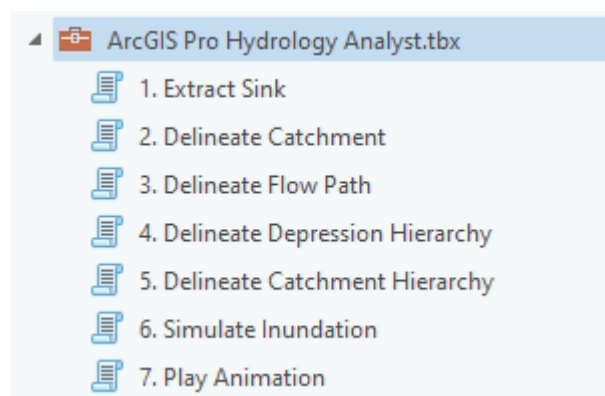 ArcGIS Pro Hydrology Analyst.tbx
1. Extract Sink
2. Delineate Catchment
3. Delineate Flow Path
4. Delineate Depression Hierarchy
5. Delineate Catchment Hierarchy
6. Simulate Inundation
7. Play Animation